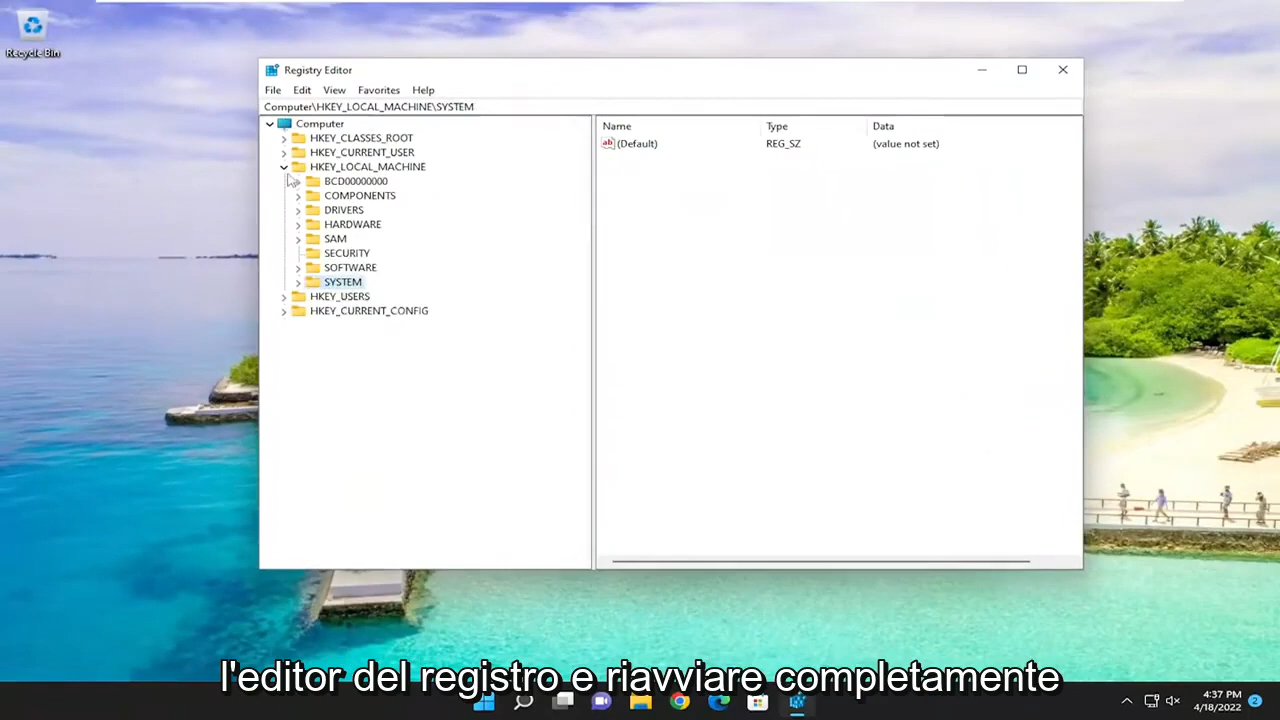 Recycle Bin
Registry Editor
File Edit View Favorites Help
Computer\HKEY_LOCAL_MACHINE\SYSTEM
Computer
HKEY_CLASSES_ROOT
HKEY_CURRENT_USER
HKEY_LOCAL_MACHINE
BCD00000000
COMPONENTS
DRIVERS
HARDWARE
SAM
SECURITY
SOFTWARE
SYSTEM
HKEY_USERS
HKEY_CURRENT_CONFIG
Name Type Data
ab (Default) REG_SZ (value not set)
l'editor del registro e riavviare completamente
4:37 PM
4/18/2022
2